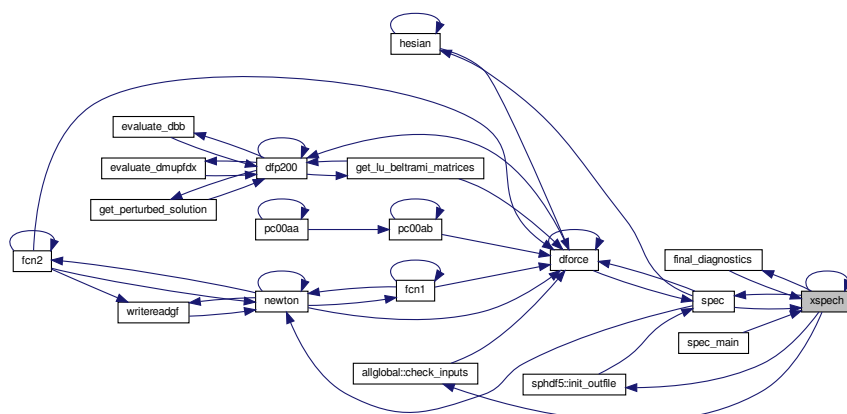 hesian
evaluate_dbb
evaluate_dmupfdx
dfp200
get_lu_beltrami_matrices
get_perturbed_solution
pc00aa
pc00ab
fcn2
dforce
final_diagnostics
fcn1
newton
writereadgf
spec
xspech
spec_main
allglobal::check_inputs
sphdf5::init_outfile